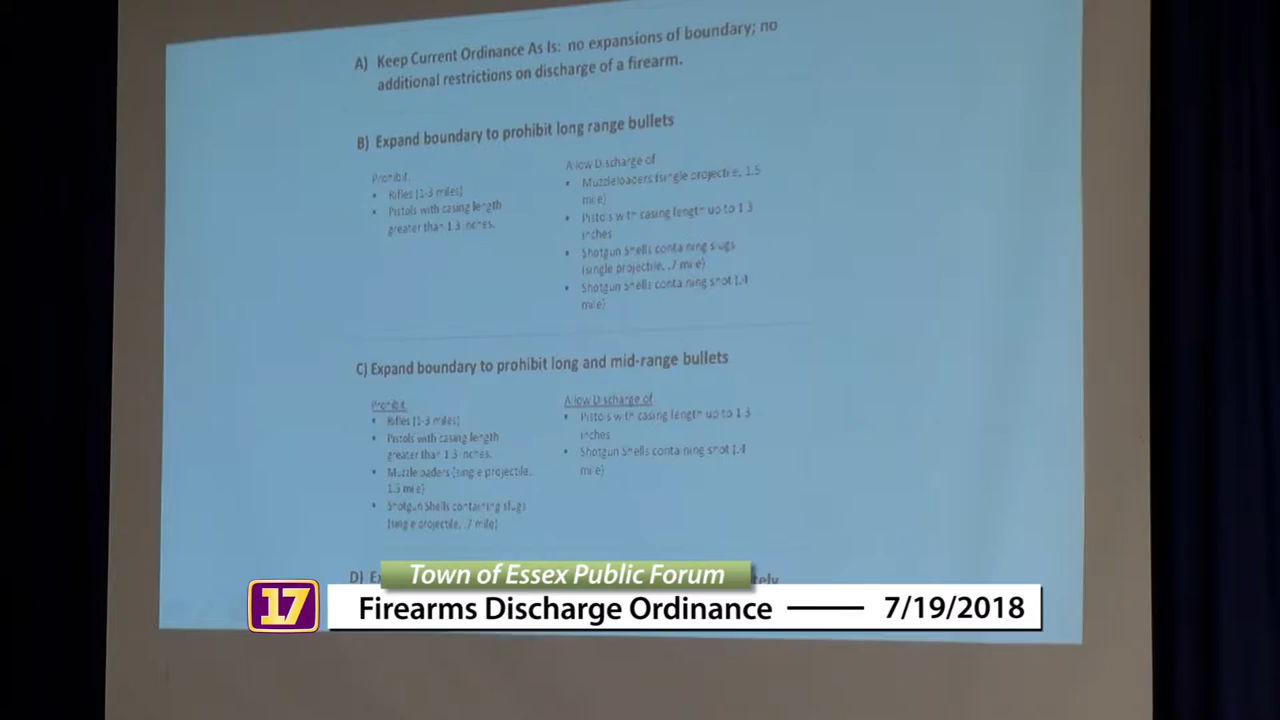 A) Keep Current Ordinance As Is: no expansions of boundary; no
additional restrictions on discharge of a firearm.
B) Expand boundary to prohibit long range bullets
Prohibit
• Rifles (1-3 miles)
• Pistols with casing length
greater than 1.3 inches.
Allow Discharge of
• Muzzleloaders (single projectile, 1.5
mile)
• Pistols with casing length up to 1.3
inches
• Shotgun Shells containing slugs
(single projectile, .7 mile)
• Shotgun Shells containing shot (.4
mile)
C) Expand boundary to prohibit long and mid-range bullets
Prohibit
• Rifles (1-3 miles)
• Pistols with casing length
greater than 1.3 inches.
• Muzzleloaders (single projectile,
1.5 mile)
• Shotgun Shells containing slugs
(single projectile, .7 mile)
Allow Discharge of
• Pistols with casing length up to 1.3
inches
• Shotgun Shells containing shot (.4
mile)
D)
Town of Essex Public Forum
17
Firearms Discharge Ordinance — 7/19/2018